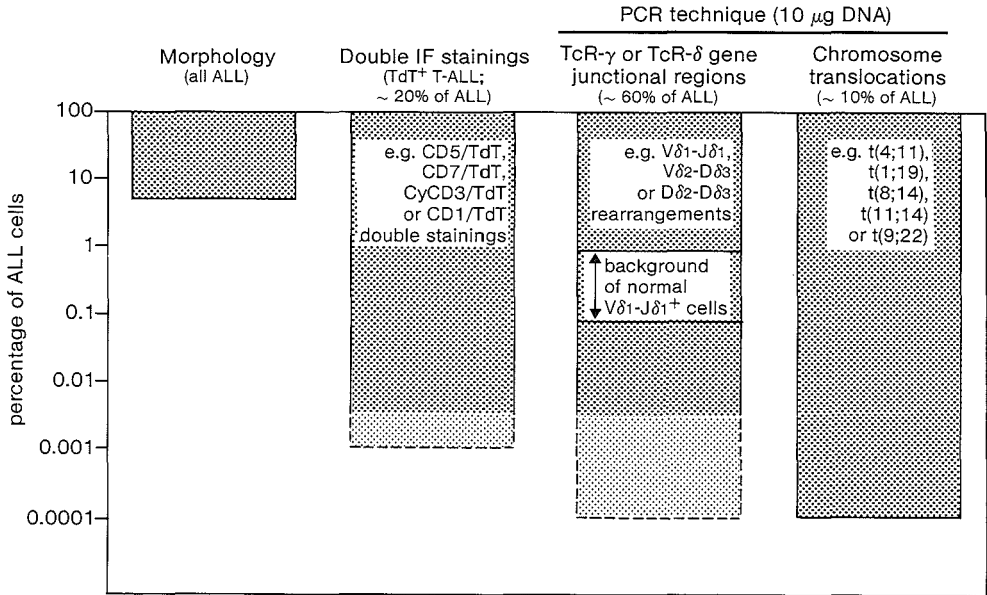 PCR technique (10 μg DNA)
Morphology
(all ALL)
Double IF stainings
(TdT⁺ T-ALL;
~ 20% of ALL)
TcR-γ or TcR-δ gene
junctional regions
(~ 60% of ALL)
Chromosome
translocations
(~ 10% of ALL)
percentage of ALL cells
100
10
1
0.1
0.01
0.001
0.0001
e.g. CD5/TdT,
CD7/TdT,
CyCD3/TdT
or CD1/TdT
double stainings
e.g. Vδ1-Jδ1,
Vδ2-Dδ3
or Dδ2-Dδ3
rearrangements
background
of normal
Vδ1-Jδ1⁺ cells
e.g. t(4;11),
t(1;19),
t(8;14),
t(11;14)
or t(9;22)